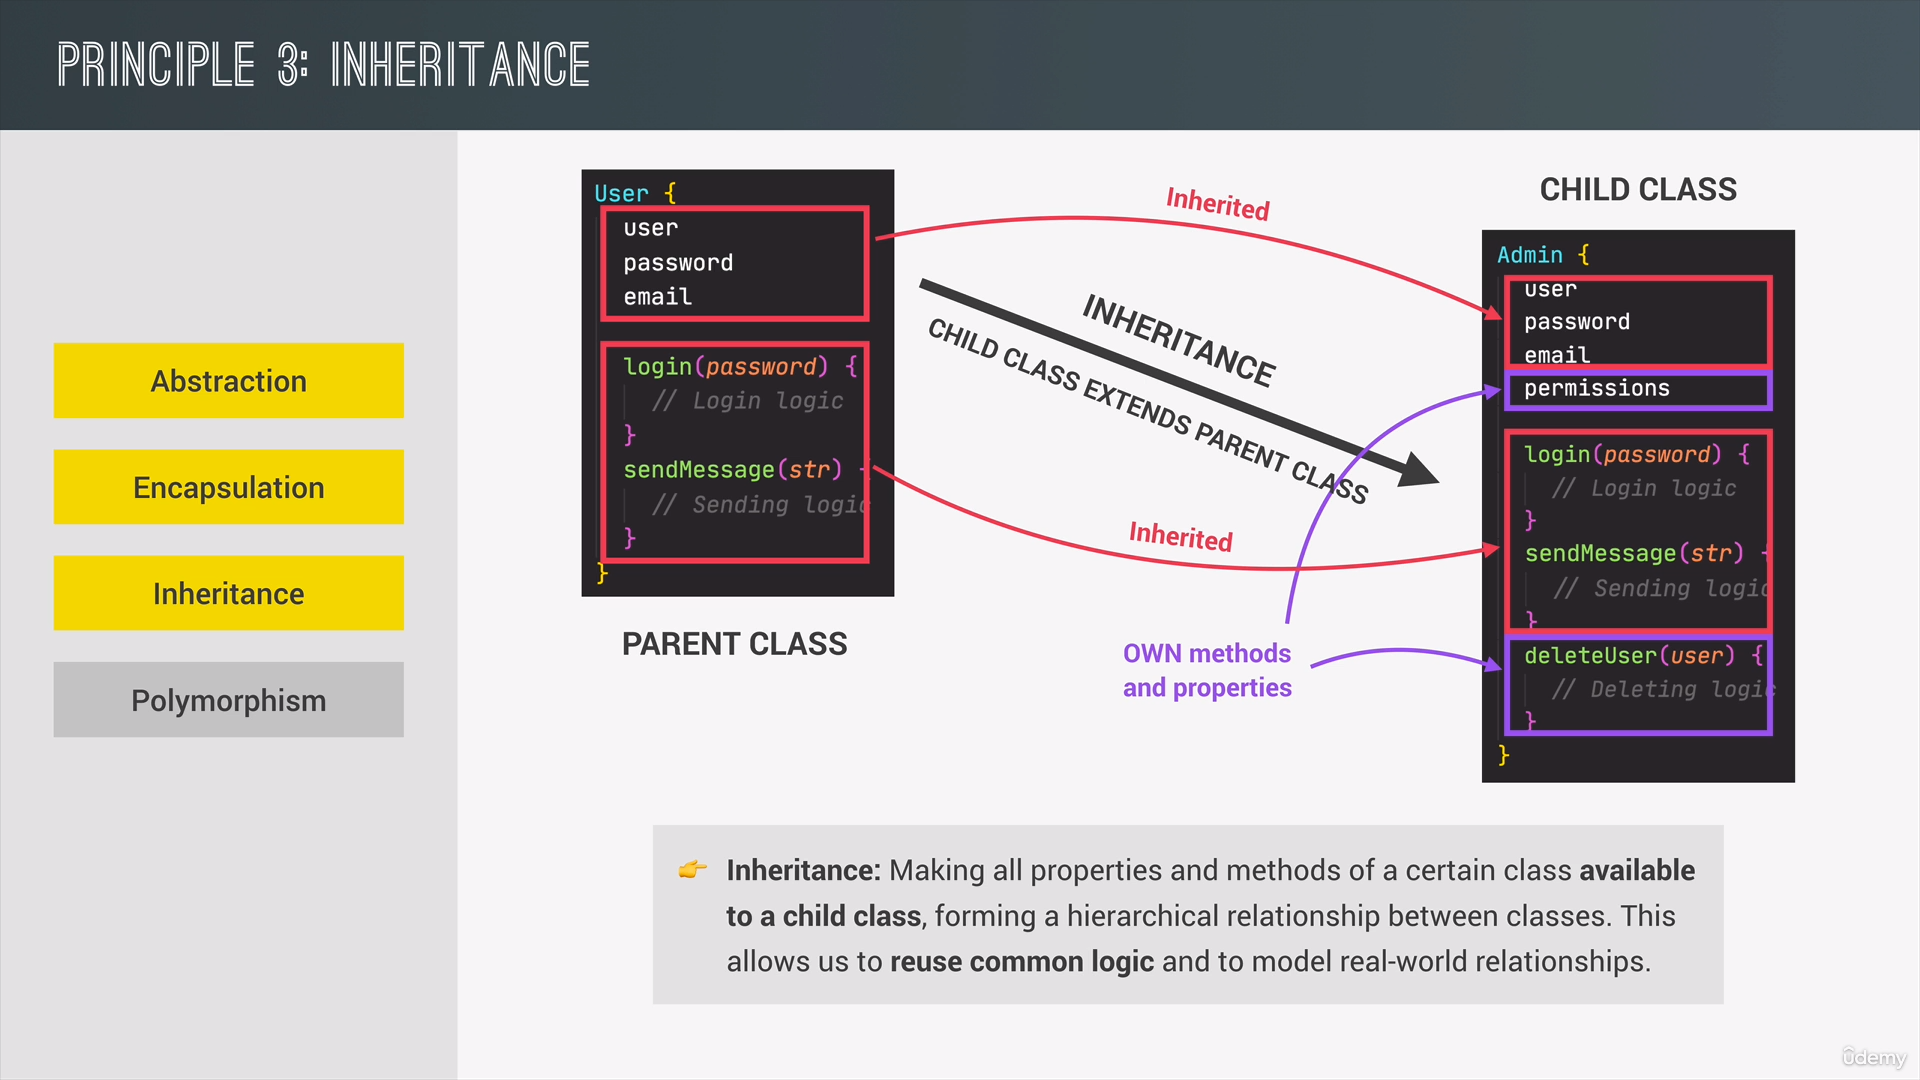 PRINCIPLE 3: INHERITANCE
Abstraction
Encapsulation
Inheritance
Polymorphism
User {
user
password
email
login(password) {
// Login logic
}
sendMessage(str) {
// Sending logic
}
}
PARENT CLASS
Inherited
INHERITANCE
CHILD CLASS EXTENDS PARENT CLASS
Inherited
OWN methods
and properties
CHILD CLASS
Admin {
user
password
email
permissions
login(password) {
// Login logic
}
sendMessage(str) {
// Sending logic
}
deleteUser(user) {
// Deleting logic
}
}
👉 Inheritance: Making all properties and methods of a certain class available
to a child class, forming a hierarchical relationship between classes. This
allows us to reuse common logic and to model real-world relationships.
ûdemy